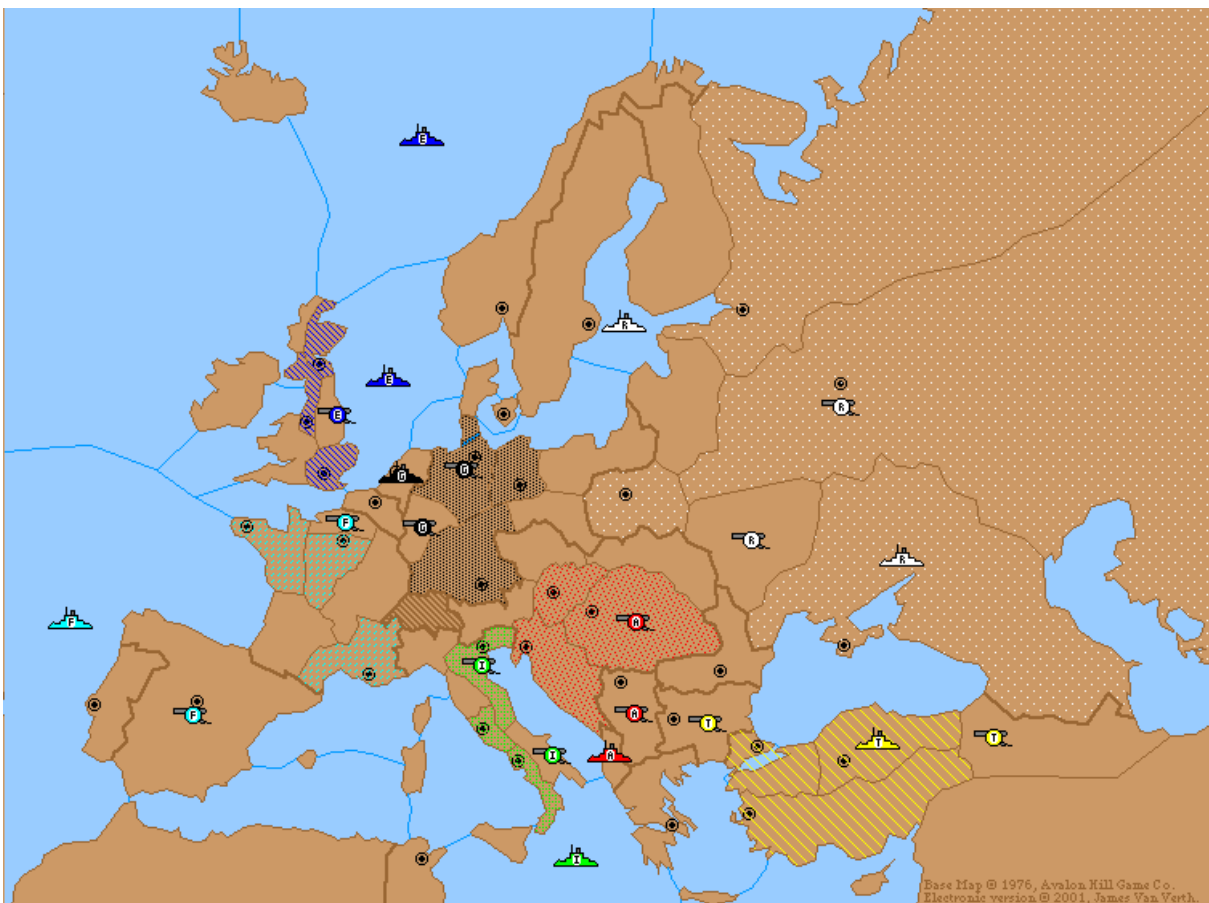 E
R
E
R
E
G
G
F
G
R
R
F
A
I
F
A
T
T
T
I
A
I
Base Map © 1976, Avalon Hill Game Co.
Electronic version © 2001, James Van Verth.